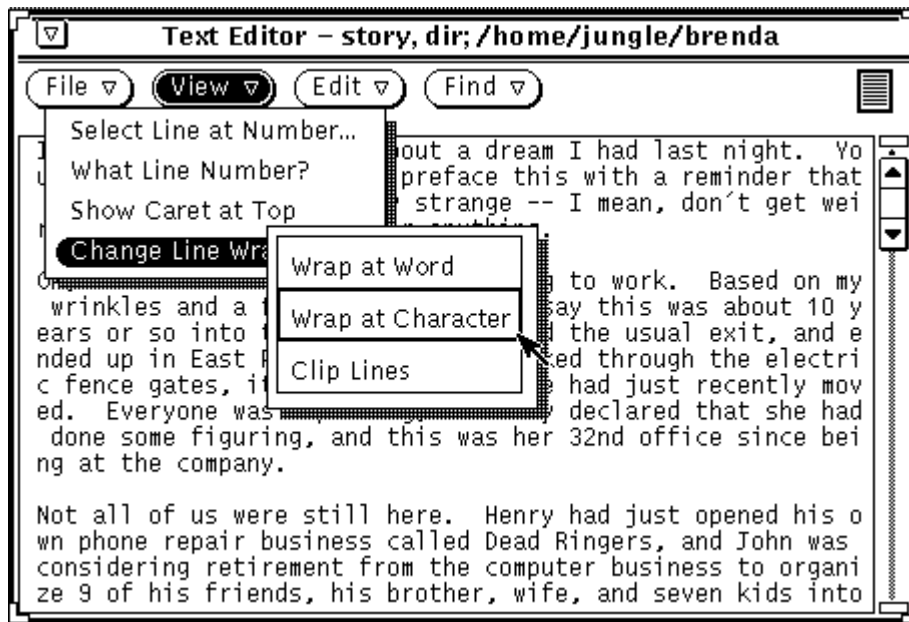 Text Editor – story, dir; /home/jungle/brenda
File View Edit Find
Select Line at Number...
What Line Number?
Show Caret at Top
Change Line
Wrap at Word
Wrap at Character
Clip Lines
a dream I had last night. Yo
preface this with a reminder that
strange -- I mean, don´t get wei
to work. Based on my
wrinkles and a say this was about 10 y
ears or so into the usual exit, and e
nded up in East through the electri
c fence gates, had just recently mov
ed. Everyone was declared that she had
done some figuring, and this was her 32nd office since bei
ng at the company.
Not all of us were still here. Henry had just opened his o
wn phone repair business called Dead Ringers, and John was
considering retirement from the computer business to organi
ze 9 of his friends, his brother, wife, and seven kids into